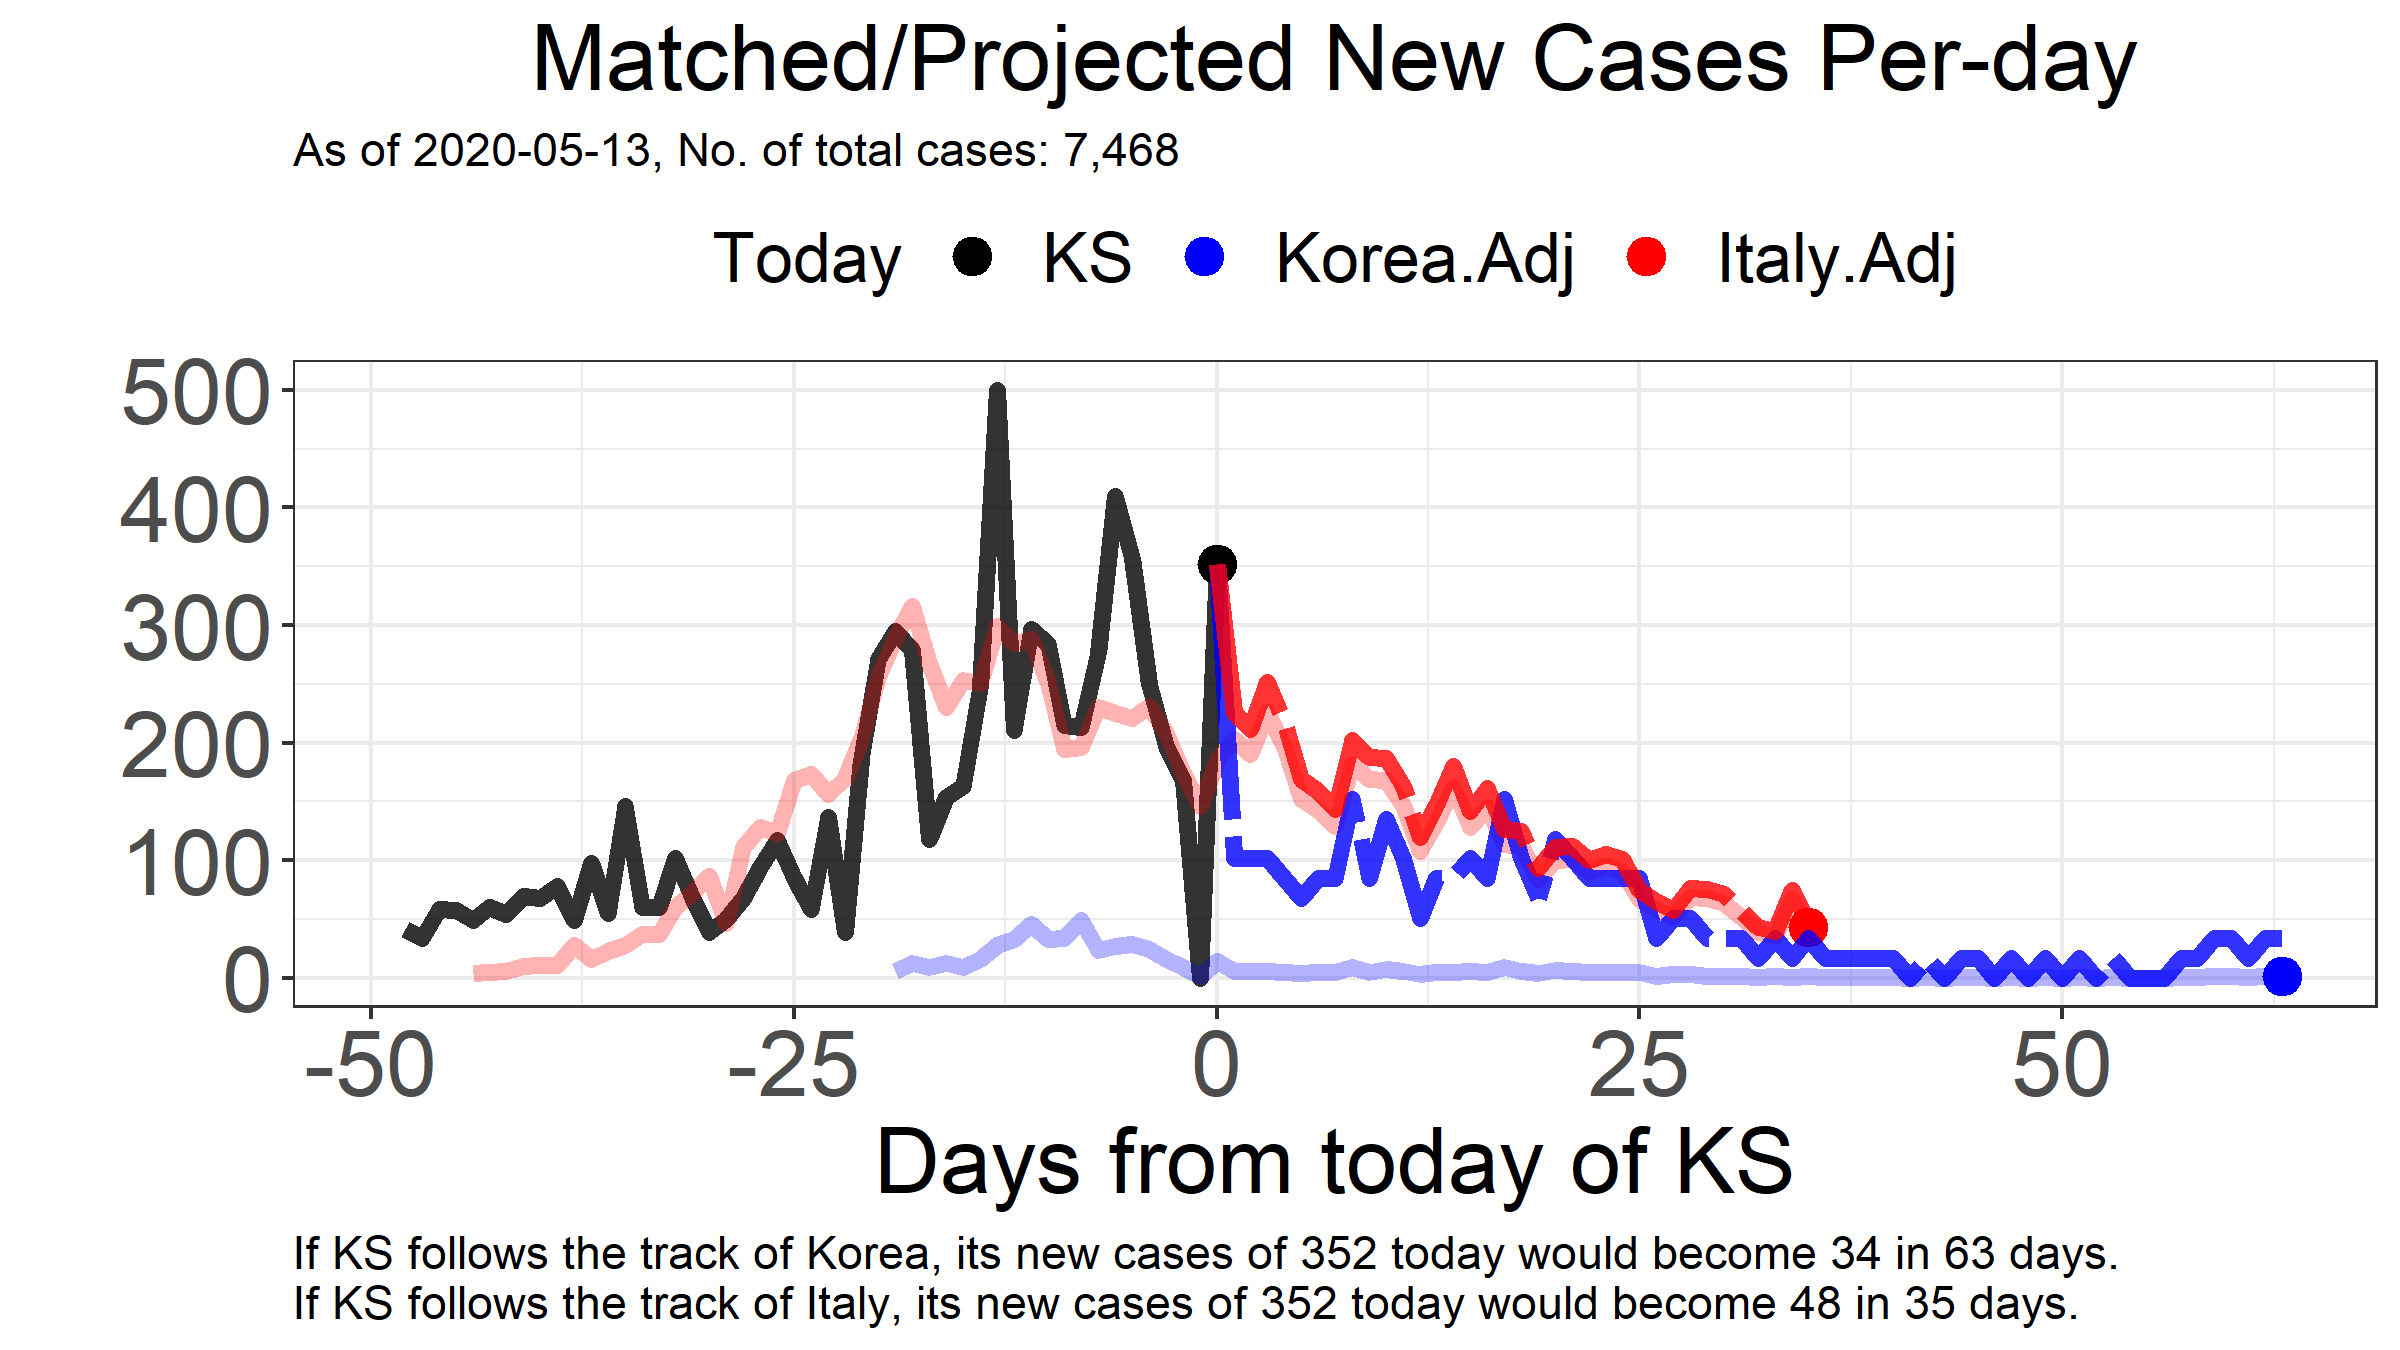 Matched/Projected New Cases Per-day
As of 2020-05-13, No. of total cases: 7,468
Today KS Korea.Adj Italy.Adj
500
400
300
200
100
0
-50 -25 0 25 50
Days from today of KS
If KS follows the track of Korea, its new cases of 352 today would become 34 in 63 days.
If KS follows the track of Italy, its new cases of 352 today would become 48 in 35 days.